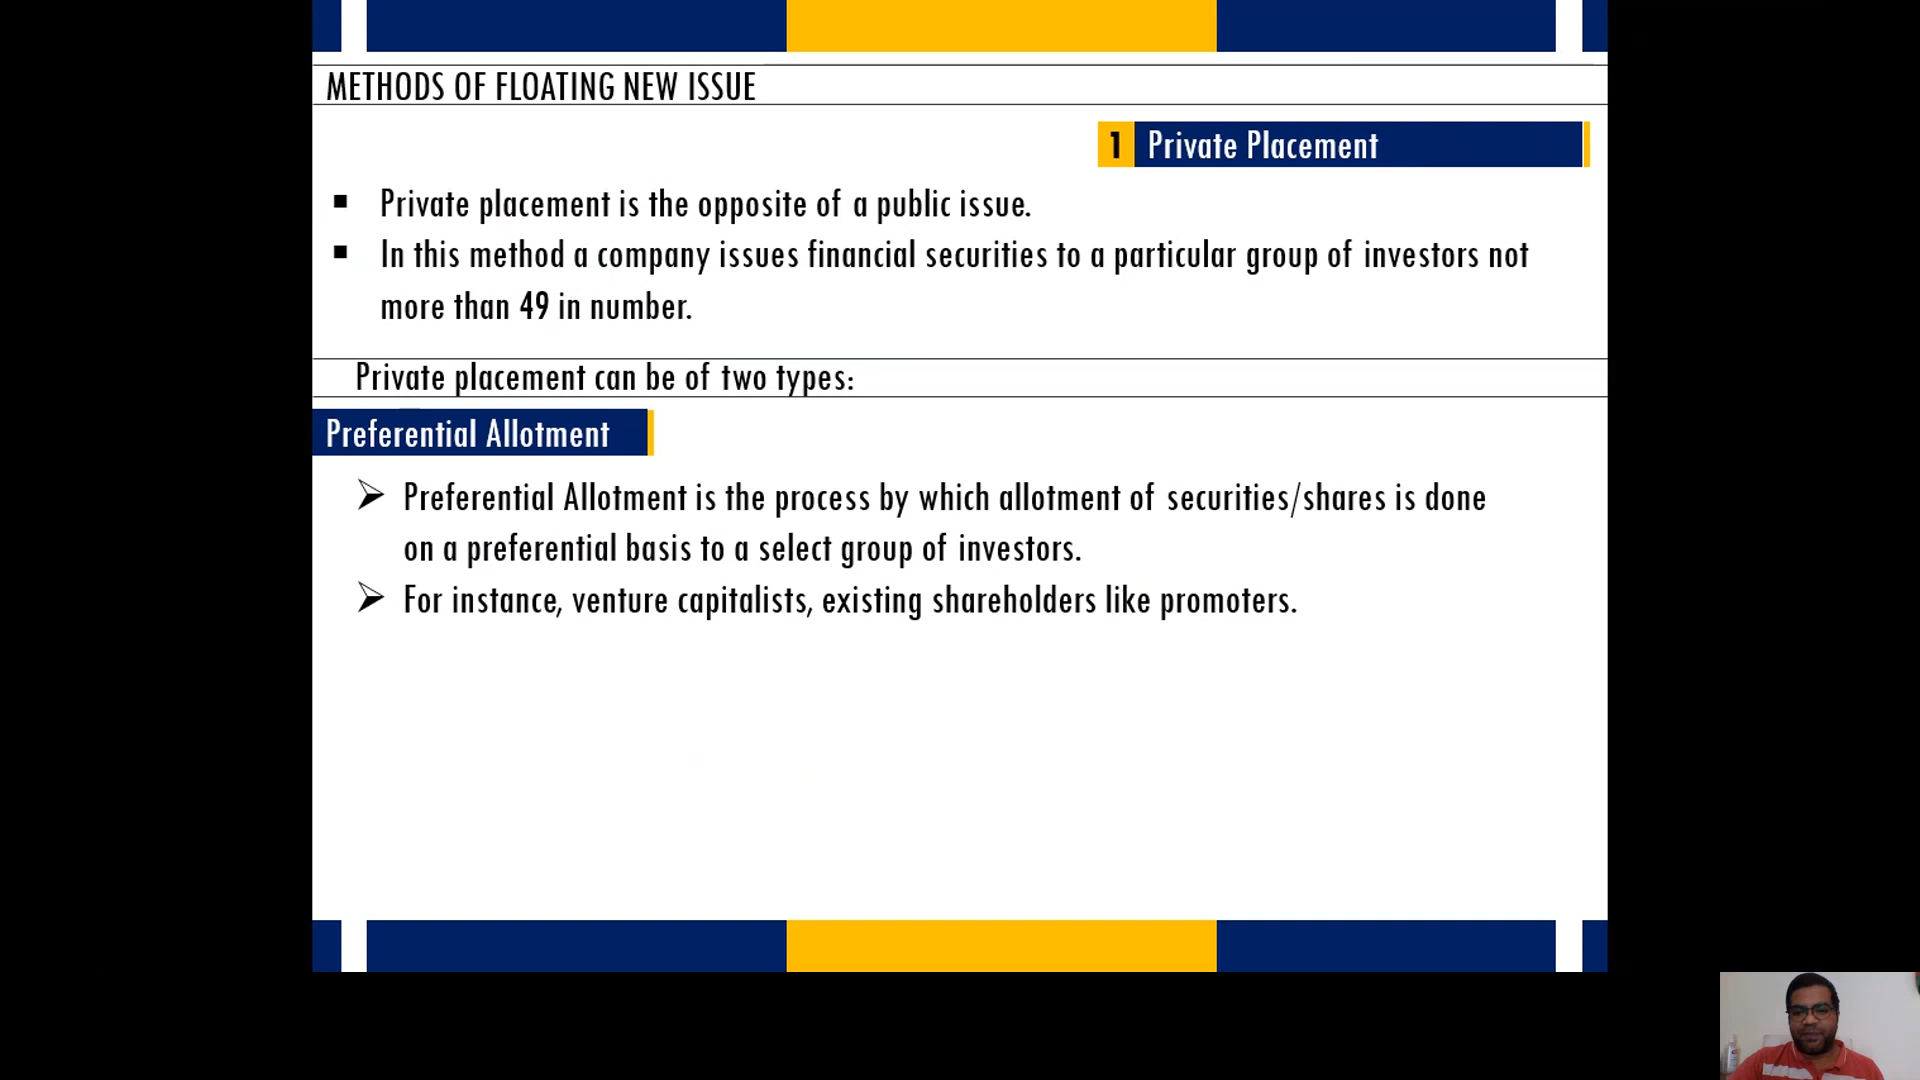 METHODS OF FLOATING NEW ISSUE
1 Private Placement
▪ Private placement is the opposite of a public issue.
▪ In this method a company issues financial securities to a particular group of investors not
more than 49 in number.
Private placement can be of two types:
Preferential Allotment
➢ Preferential Allotment is the process by which allotment of securities/shares is done
on a preferential basis to a select group of investors.
➢ For instance, venture capitalists, existing shareholders like promoters.